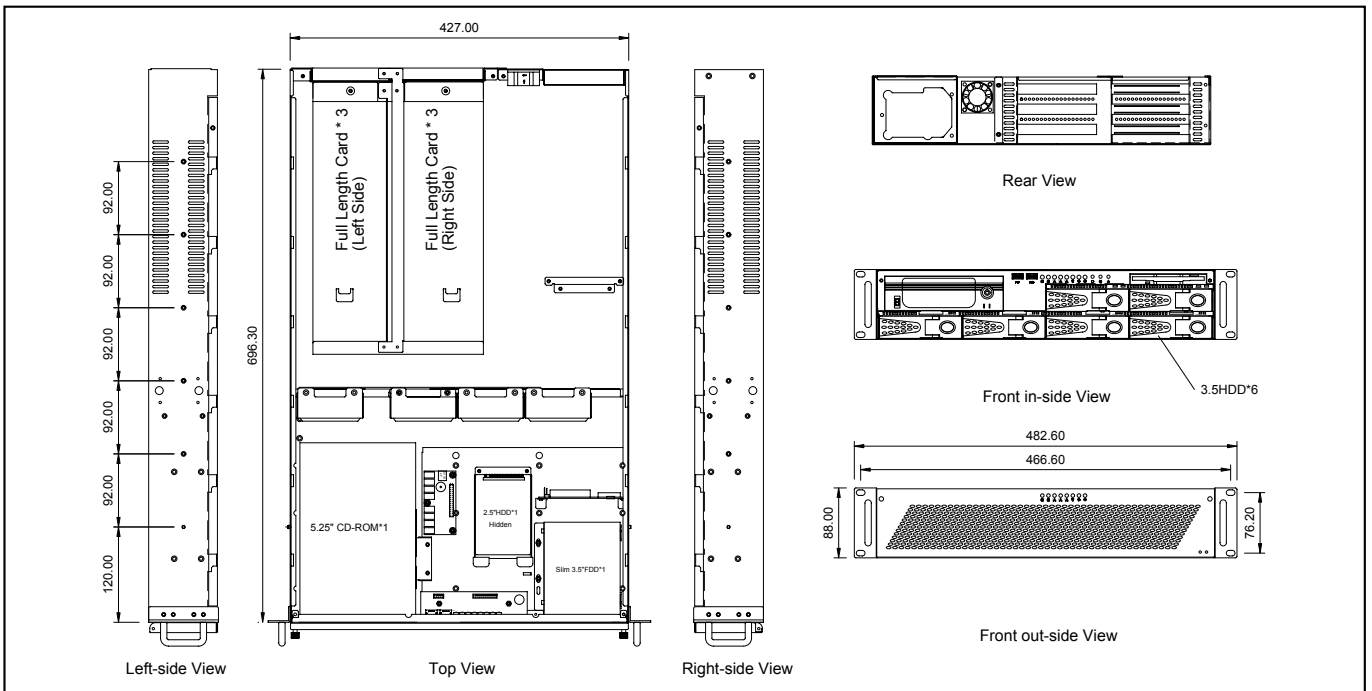 427.00
696.30
92.00
92.00
92.00
92.00
92.00
120.00
Full Length Card * 3
(Left Side)
Full Length Card * 3
(Right Side)
5.25" CD-ROM*1
2.5"HDD*1
Hidden
Slim 3.5"FDD*1
Left-side View
Top View
Right-side View
Rear View
3.5HDD*6
Front in-side View
482.60
466.60
88.00
76.20
Front out-side View